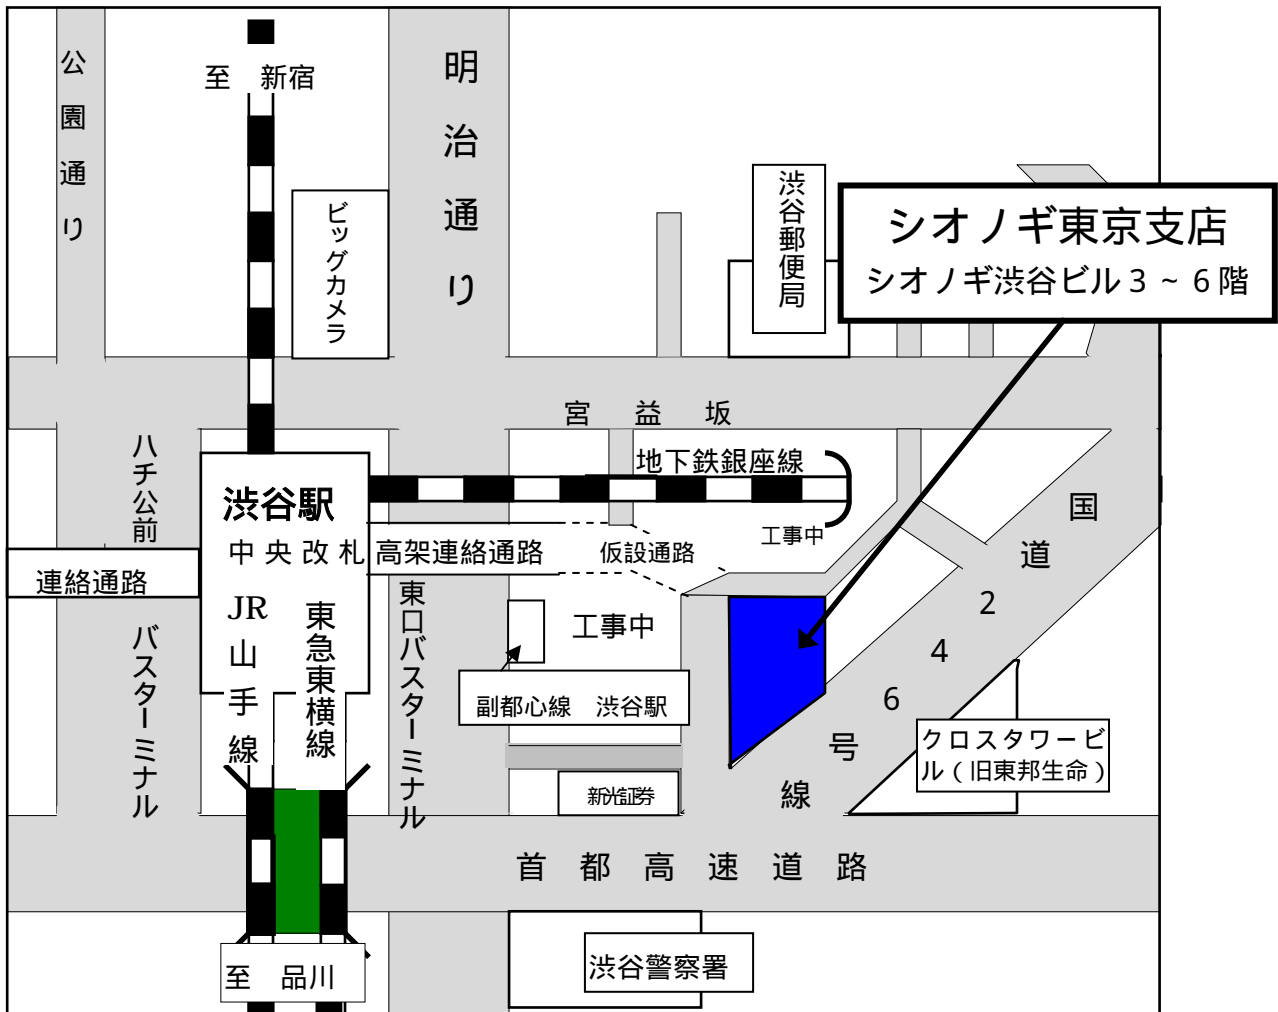 公園通り
至　新宿
明治通り
ビッグカメラ
渋谷郵便局
シオノギ東京支店
シオノギ渋谷ビル３～６階
宮益坂
地下鉄銀座線
ハチ公前
渋谷駅
中央改札
高架連絡通路
仮設通路
工事中
国道246号線
連絡通路
JR山手線
東急東横線
東口バスターミナル
バスターミナル
工事中
副都心線　渋谷駅
新光証券
クロスタワービ
ル（旧東邦生命）
首都高速道路
至　品川
渋谷警察署